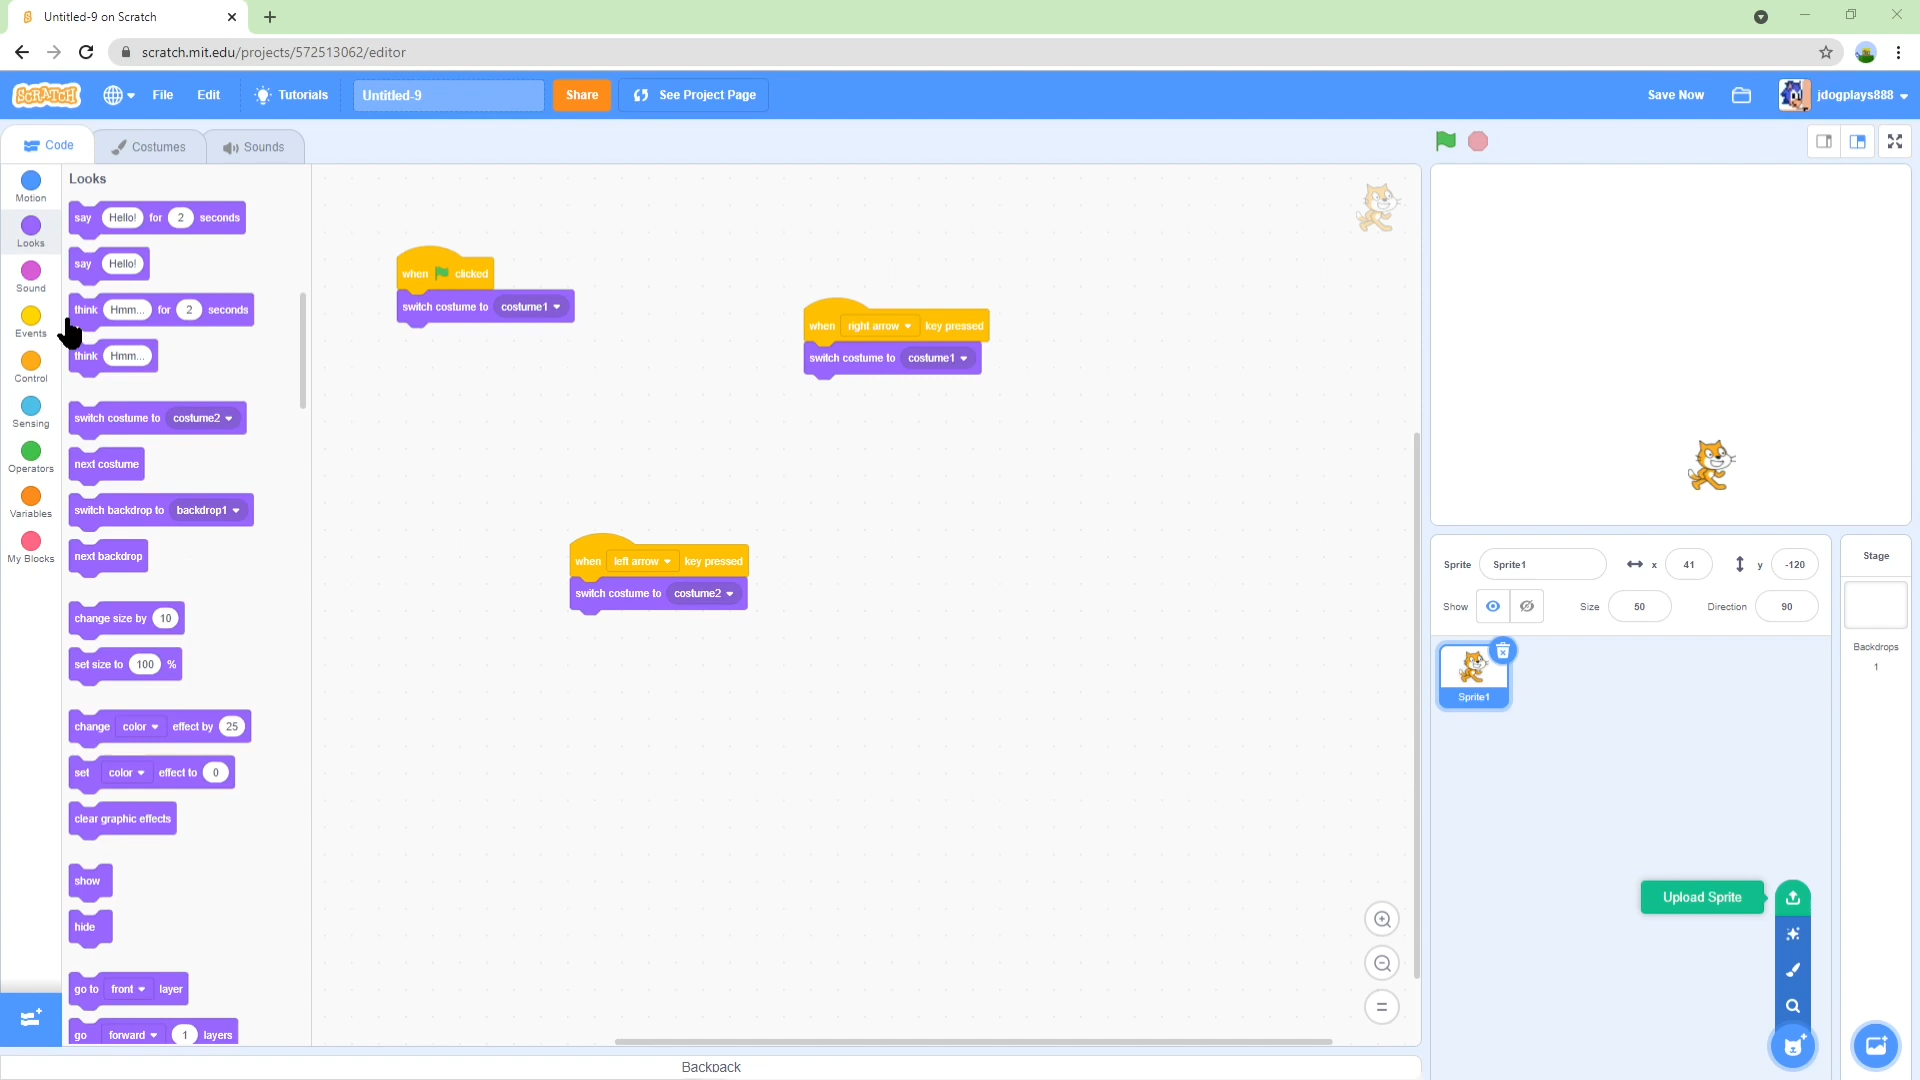 Untitled-9 on Scratch
scratch.mit.edu/projects/572513062/editor
SCRATCH
File
Edit
Tutorials
Untitled-9
Share
See Project Page
Save Now
jdogplays888
Code
Costumes
Sounds
Motion
Looks
Sound
Events
Control
Sensing
Operators
Variables
My Blocks
Looks
say Hello! for 2 seconds
say Hello!
think Hmm... for 2 seconds
think Hmm...
switch costume to costume2
next costume
switch backdrop to backdrop1
next backdrop
change size by 10
set size to 100 %
change color effect by 25
set color effect to 0
clear graphic effects
show
hide
go to front layer
go forward 1 layers
when clicked
switch costume to costume1
when right arrow key pressed
switch costume to costume1
when left arrow key pressed
switch costume to costume2
Sprite Sprite1 x 41 y -120
Show Size 50 Direction 90
Sprite1
Stage
Backdrops
1
Upload Sprite
Backpack